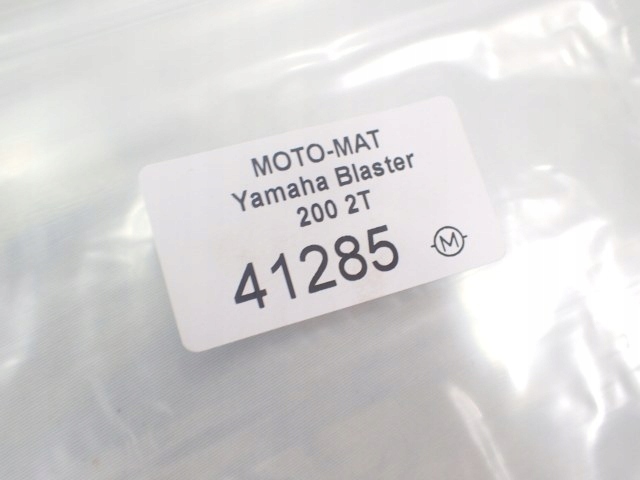 MOTO-MAT
Yamaha Blaster
200 2T
41285
M